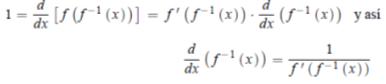 1 = d/dx [f(f⁻¹(x))] = f′(f⁻¹(x)) · d/dx (f⁻¹(x)) y así
d/dx (f⁻¹(x)) = 1/f′(f⁻¹(x))